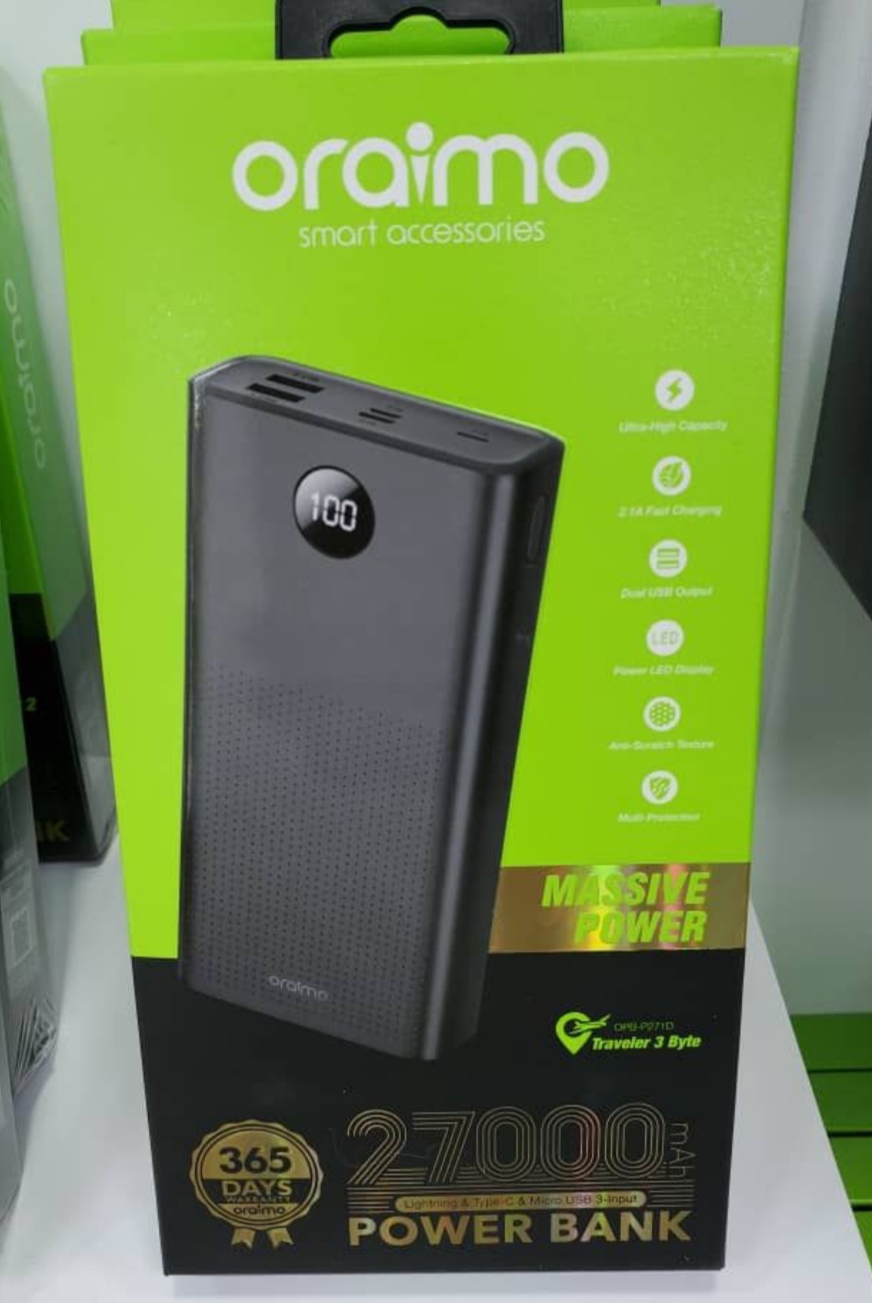 oraimo
smart accessories
100
Ultra-High Capacity
2.1A Fast Charging
Dual USB Output
LED
Power LED Display
Anti-Scratch Texture
Multi-Protection
MASSIVE
POWER
oraimo
OPB-P271D
Traveler 3 Byte
365
DAYS
WARRANTY
oraimo
27000mAh
Lightning & Type-C & Micro USB 3-Input
POWER BANK
oraimo
2